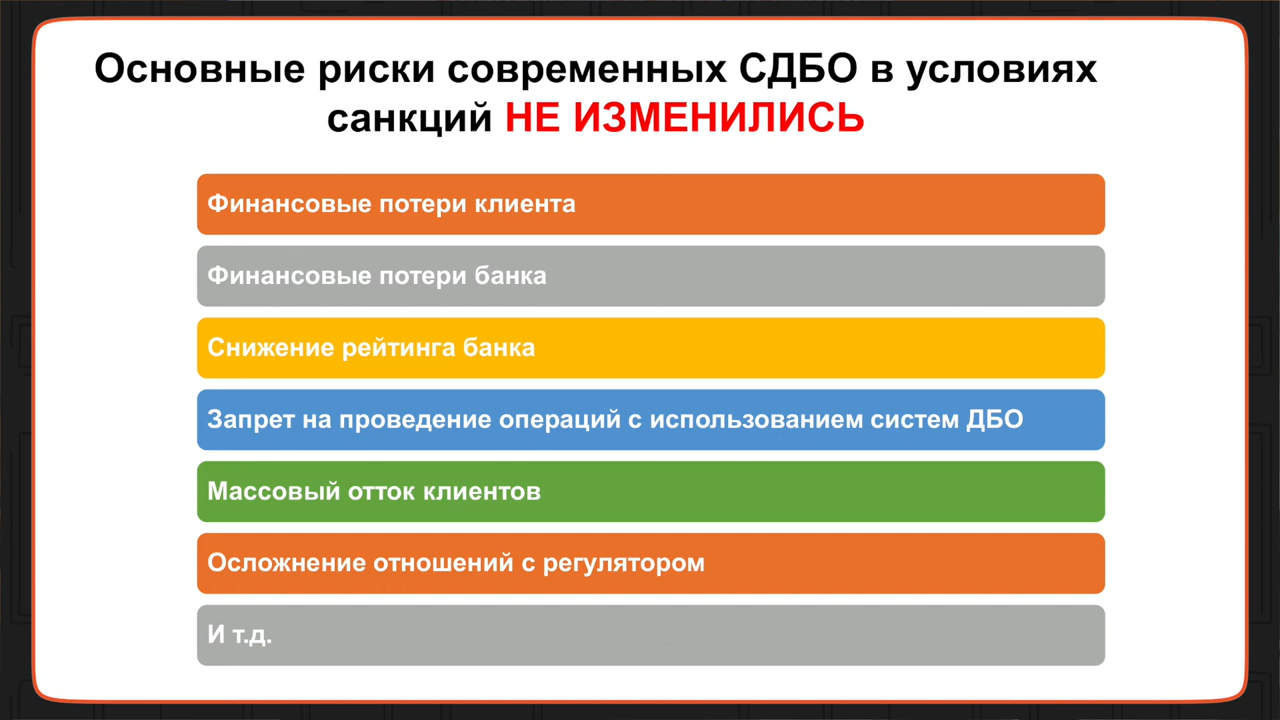 Основные риски современных СДБО в условиях
санкций НЕ ИЗМЕНИЛИСЬ
Финансовые потери клиента
Финансовые потери банка
Снижение рейтинга банка
Запрет на проведение операций с использованием систем ДБО
Массовый отток клиентов
Осложнение отношений с регулятором
И т.д.